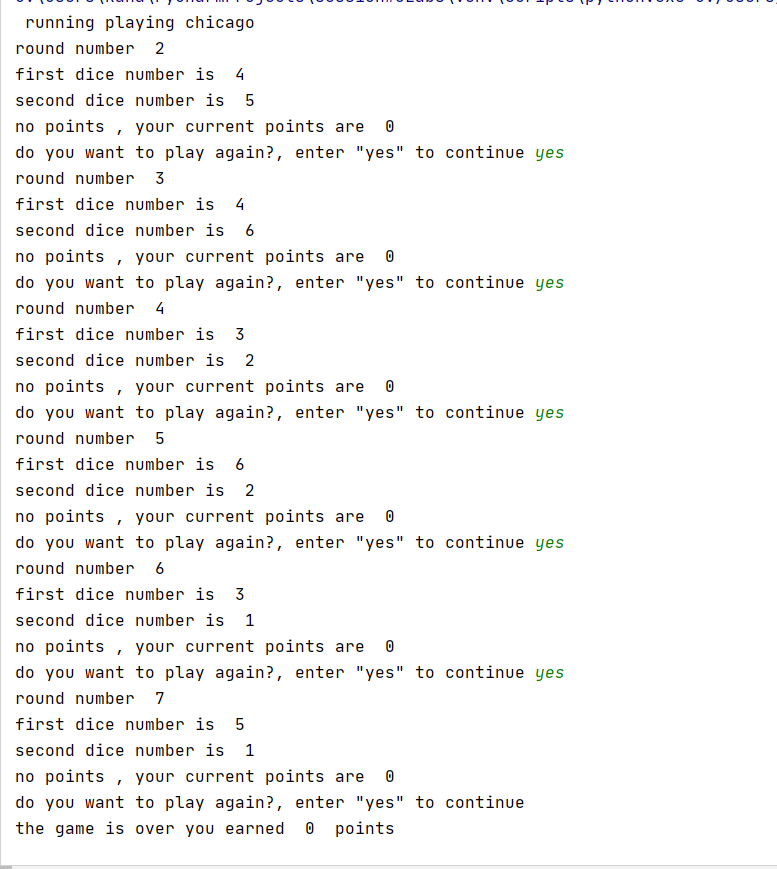 running playing chicago
round number  2
first dice number is  4
second dice number is  5
no points , your current points are  0
do you want to play again?, enter "yes" to continue yes
round number  3
first dice number is  4
second dice number is  6
no points , your current points are  0
do you want to play again?, enter "yes" to continue yes
round number  4
first dice number is  3
second dice number is  2
no points , your current points are  0
do you want to play again?, enter "yes" to continue yes
round number  5
first dice number is  6
second dice number is  2
no points , your current points are  0
do you want to play again?, enter "yes" to continue yes
round number  6
first dice number is  3
second dice number is  1
no points , your current points are  0
do you want to play again?, enter "yes" to continue yes
round number  7
first dice number is  5
second dice number is  1
no points , your current points are  0
do you want to play again?, enter "yes" to continue
the game is over you earned  0  points